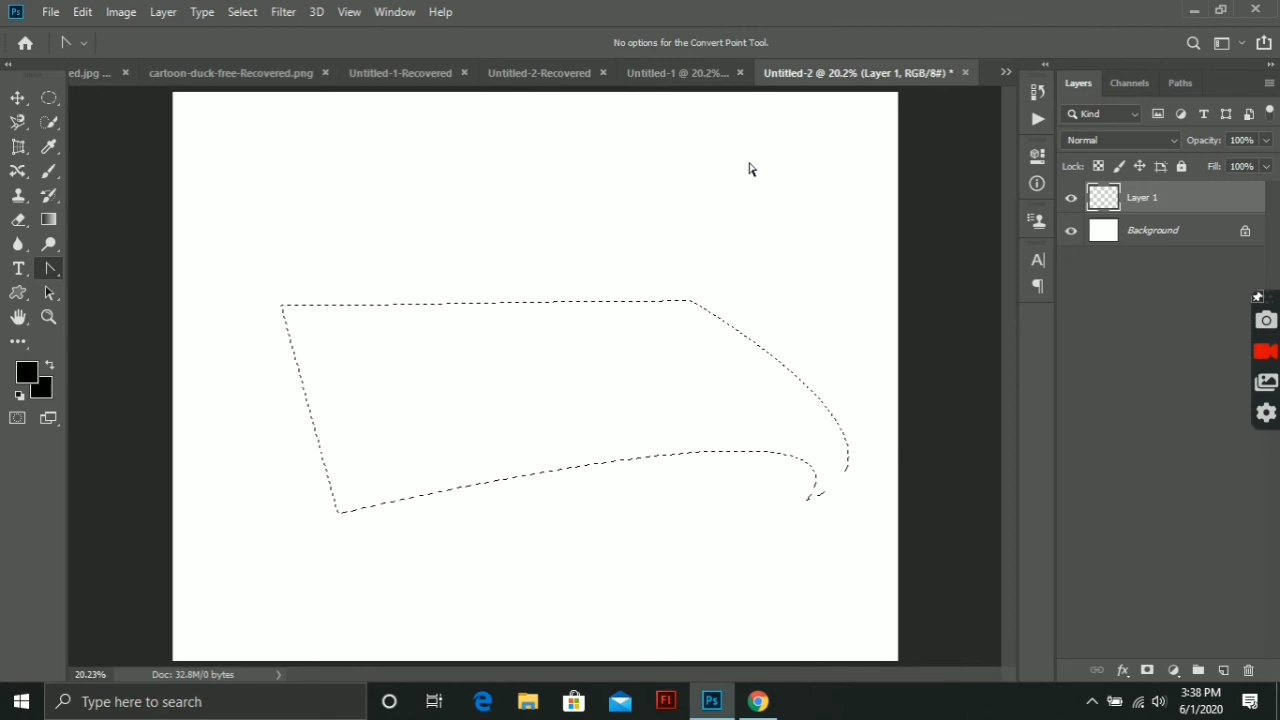 Ps File Edit Image Layer Type Select Filter 3D View Window Help
No options for the Convert Point Tool.
ed.jpg ... cartoon-duck-free-Recovered.png Untitled-1-Recovered Untitled-2-Recovered Untitled-1 @ 20.2%... Untitled-2 @ 20.2% (Layer 1, RGB/8#) *
Layers Channels Paths
Kind
Normal Opacity: 100%
Lock: Fill: 100%
Layer 1
Background
20.23% Doc: 32.8M/0 bytes
Type here to search
Fl Ps
3:38 PM
6/1/2020